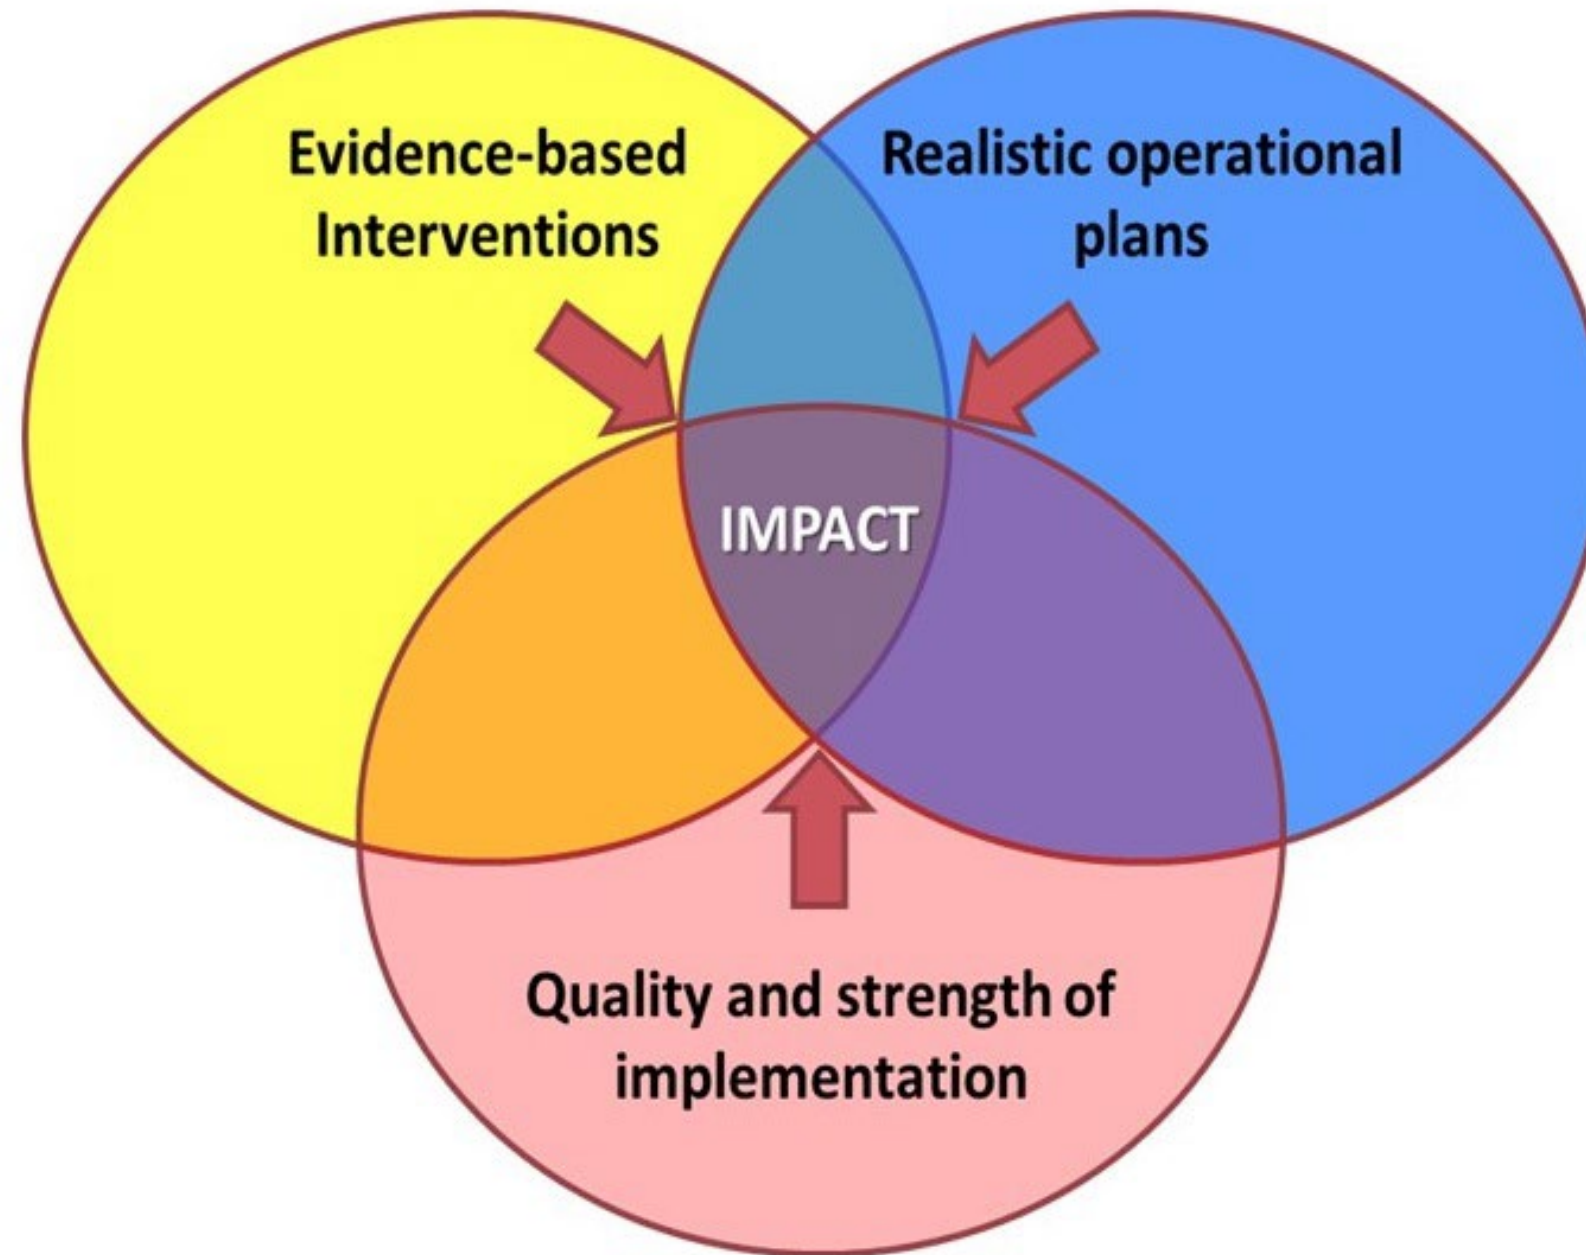 Evidence-based
Interventions
Realistic operational
plans
IMPACT
Quality and strength of
implementation